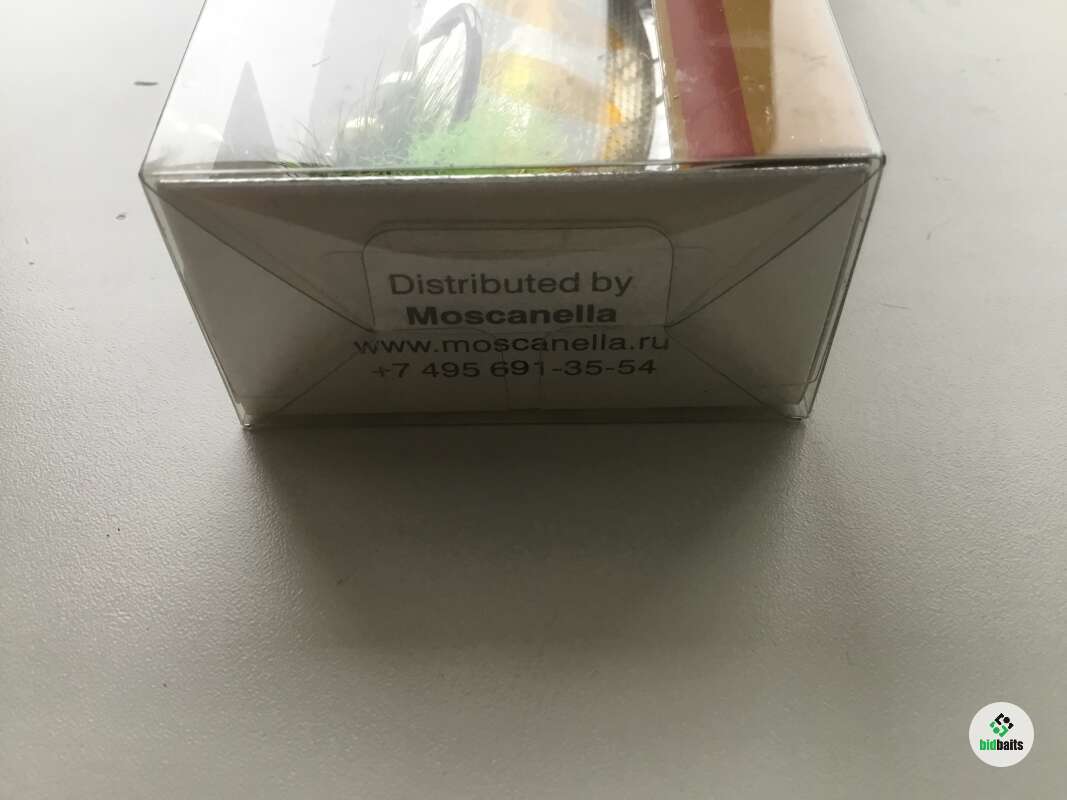 Distributed by
Moscanella
www.moscanella.ru
+7 495 691-35-54
bidbaits